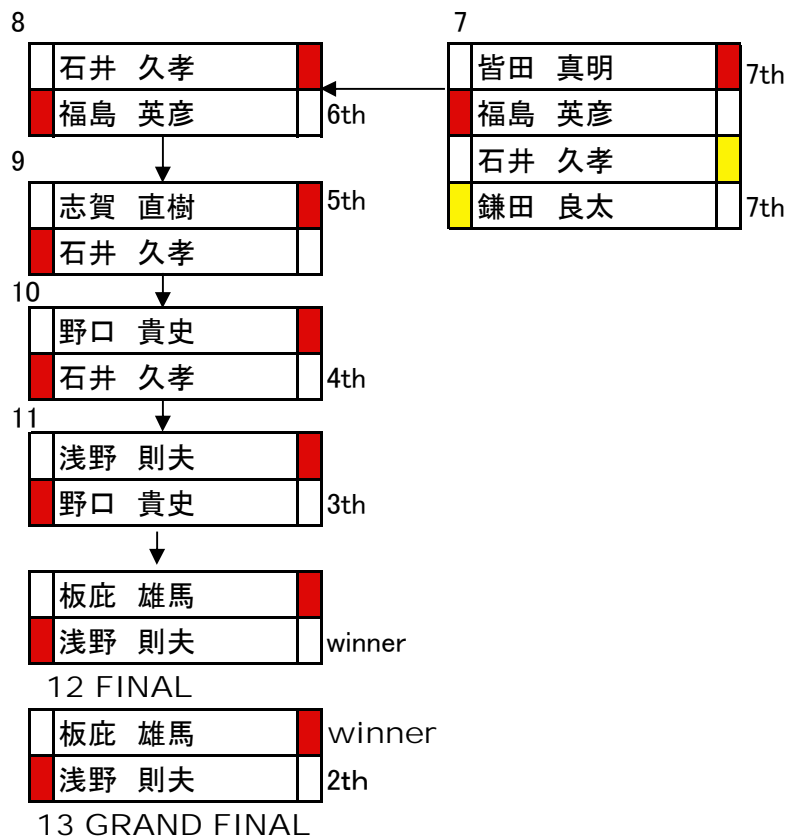 8
石井 久孝
福島 英彦 6th
7
皆田 真明 7th
福島 英彦
石井 久孝
鎌田 良太 7th
9
志賀 直樹 5th
石井 久孝
10
野口 貴史
石井 久孝 4th
11
浅野 則夫
野口 貴史 3th
板庇 雄馬
浅野 則夫 winner
12 FINAL
板庇 雄馬 winner
浅野 則夫 2th
13 GRAND FINAL